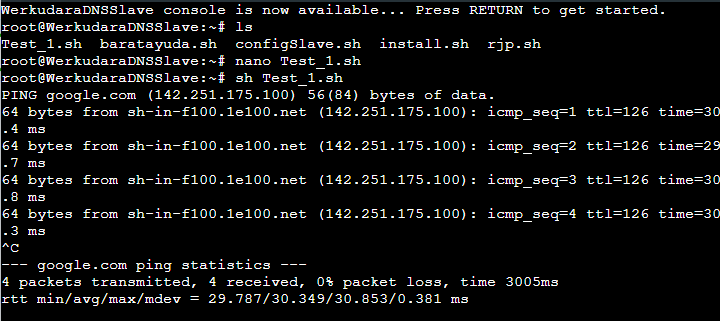 WerkudaraDNSSlave console is now available... Press RETURN to get started.
root@WerkudaraDNSSlave:~# ls
Test_1.sh  baratayuda.sh  configSlave.sh  install.sh  rjp.sh
root@WerkudaraDNSSlave:~# nano Test_1.sh
root@WerkudaraDNSSlave:~# sh Test_1.sh
PING google.com (142.251.175.100) 56(84) bytes of data.
64 bytes from sh-in-f100.1e100.net (142.251.175.100): icmp_seq=1 ttl=126 time=30
.4 ms
64 bytes from sh-in-f100.1e100.net (142.251.175.100): icmp_seq=2 ttl=126 time=29
.7 ms
64 bytes from sh-in-f100.1e100.net (142.251.175.100): icmp_seq=3 ttl=126 time=30
.8 ms
64 bytes from sh-in-f100.1e100.net (142.251.175.100): icmp_seq=4 ttl=126 time=30
.3 ms
^C
--- google.com ping statistics ---
4 packets transmitted, 4 received, 0% packet loss, time 3005ms
rtt min/avg/max/mdev = 29.787/30.349/30.853/0.381 ms